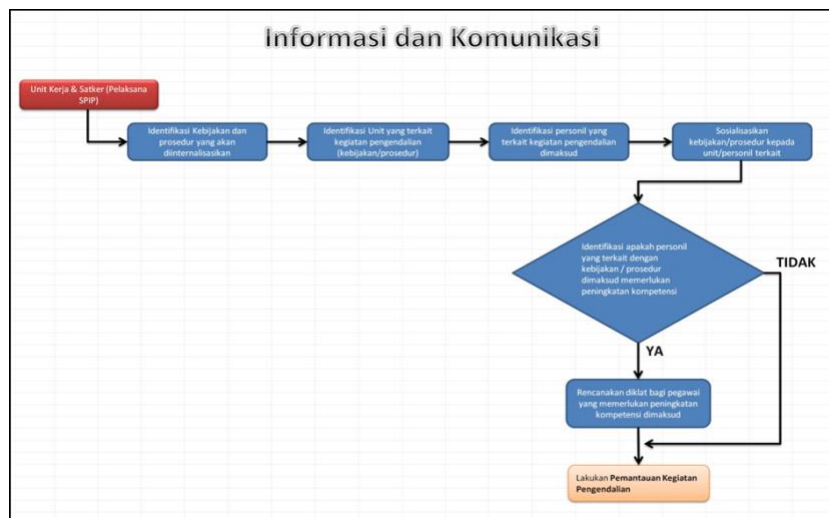 Informasi dan Komunikasi
Unit Kerja & Satker (Pelaksana
SPIP)
Identifikasi Kebijakan dan
prosedur yang akan
diinternalisasikan
Identifikasi Unit yang terkait
kegiatan pengendalian
(kebijakan/prosedur)
Identifikasi personil yang
terkait kegiatan pengendalian
dimaksud
Sosialisasikan
kebijakan/prosedur kepada
unit/personil terkait
Identifikasi apakah personil
yang terkait dengan
kebijakan / prosedur
dimaksud memerlukan
peningkatan kompetensi
TIDAK
YA
Rencanakan diklat bagi pegawai
yang memerlukan peningkatan
kompetensi dimaksud
Lakukan Pemantauan Kegiatan
Pengendalian